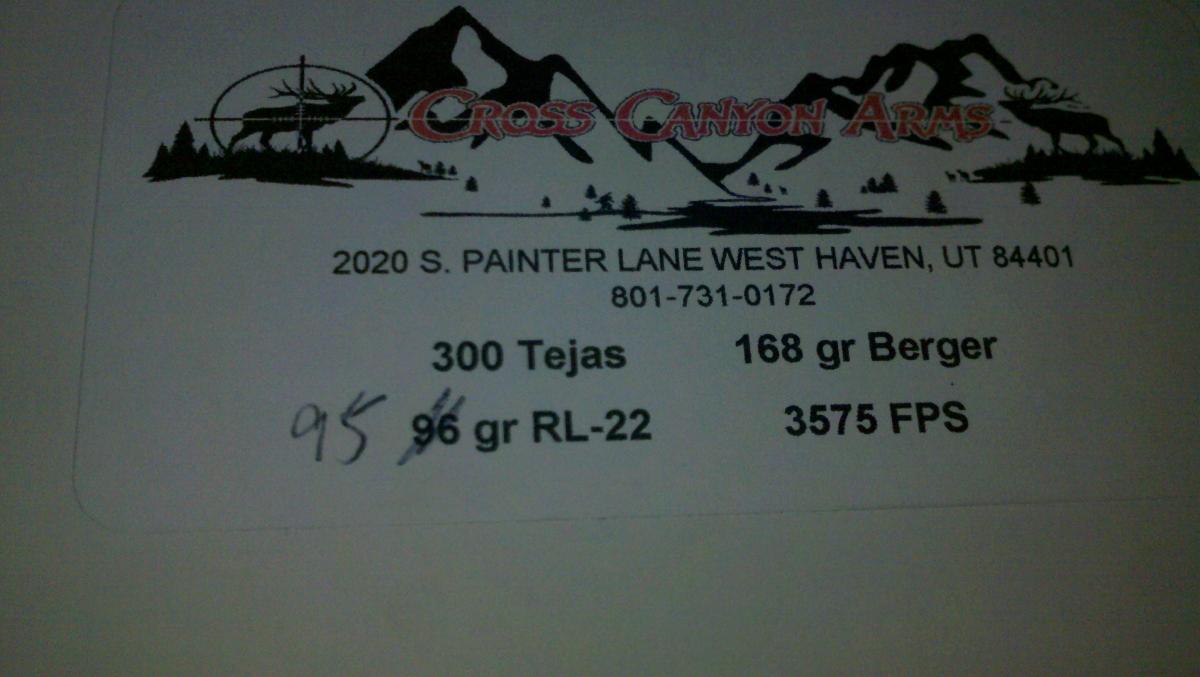 CROSS CANYON ARMS
2020 S. PAINTER LANE WEST HAVEN, UT 84401
801-731-0172
300 Tejas 168 gr Berger
95 96 gr RL-22 3575 FPS